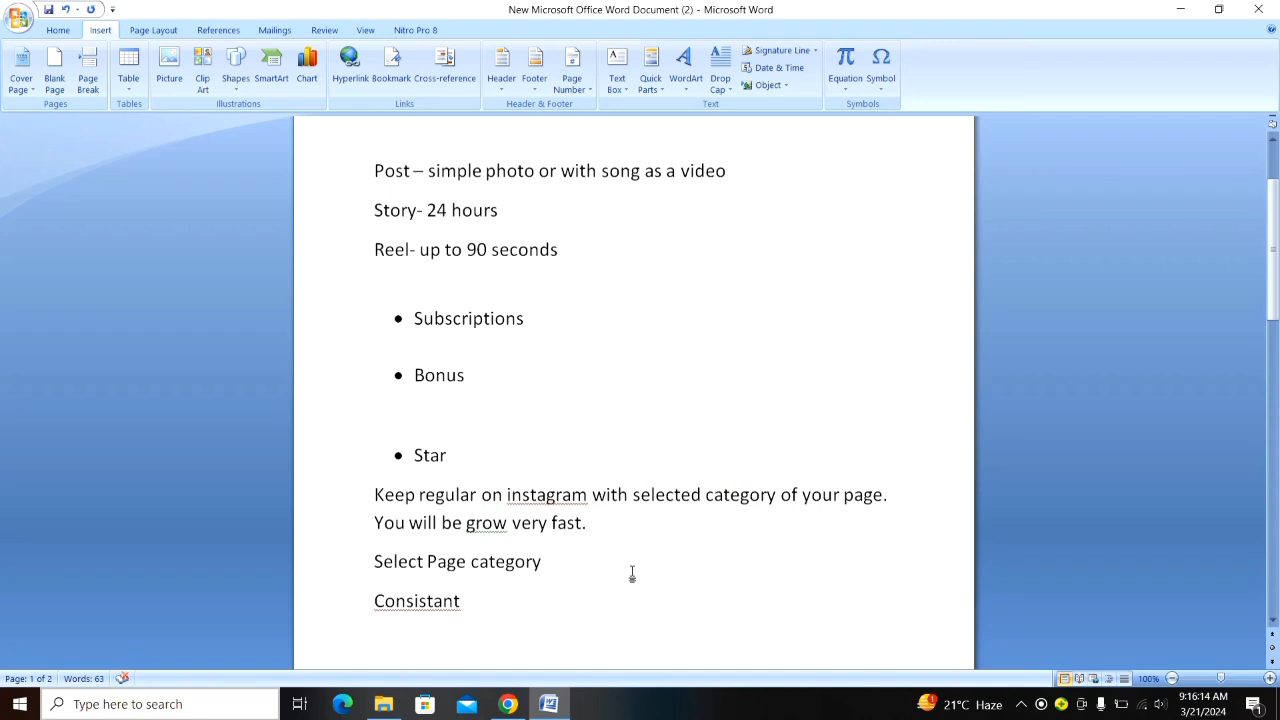 New Microsoft Office Word Document (2) - Microsoft Word
Home Insert Page Layout References Mailings Review View Nitro Pro 8
Cover Page Blank Page Page Break Table Picture Clip Art Shapes SmartArt Chart Hyperlink Bookmark Cross-reference Header Footer Page Number Text Box Quick Parts WordArt Drop Cap Signature Line Date & Time Object Equation Symbol
Pages Tables Illustrations Links Header & Footer Text Symbols
Post – simple photo or with song as a video
Story- 24 hours
Reel- up to 90 seconds
• Subscriptions
• Bonus
• Star
Keep regular on instagram with selected category of your page.
You will be grow very fast.
Select Page category
Consistant
Page: 1 of 2 Words: 63 100%
Type here to search 1 21°C Haze 9:16:14 AM
3/21/2024